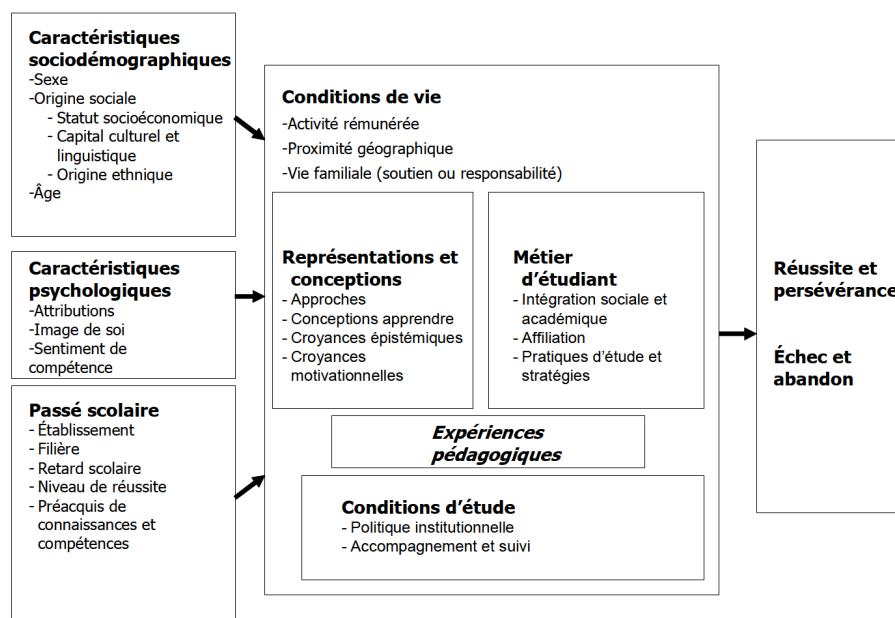 Caractéristiques
sociodémographiques
-Sexe
-Origine sociale
- Statut socioéconomique
- Capital culturel et
linguistique
- Origine ethnique
-Âge
Caractéristiques
psychologiques
-Attributions
-Image de soi
-Sentiment de
compétence
Passé scolaire
- Établissement
- Filière
- Retard scolaire
- Niveau de réussite
- Préacquis de
connaissances et
compétences
Conditions de vie
-Activité rémunérée
-Proximité géographique
-Vie familiale (soutien ou responsabilité)
Représentations et
conceptions
- Approches
- Conceptions apprendre
- Croyances épistémiques
- Croyances
motivationnelles
Métier
d'étudiant
- Intégration sociale et
académique
- Affiliation
- Pratiques d'étude et
stratégies
Expériences
pédagogiques
Conditions d'étude
- Politique institutionnelle
- Accompagnement et suivi
Réussite et
persévérance
Échec et
abandon